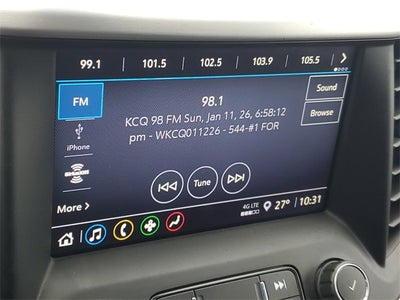 99.1 101.5 102.5 103.9 105.5
FM
98.1
Sound
KCQ 98 FM Sun, Jan 11, 26, 6:58:12
pm - WKCQ011226 - 544-#1 FOR
Browse
iPhone
SiriusXM
Tune
More
4G LTE
27° 10:31